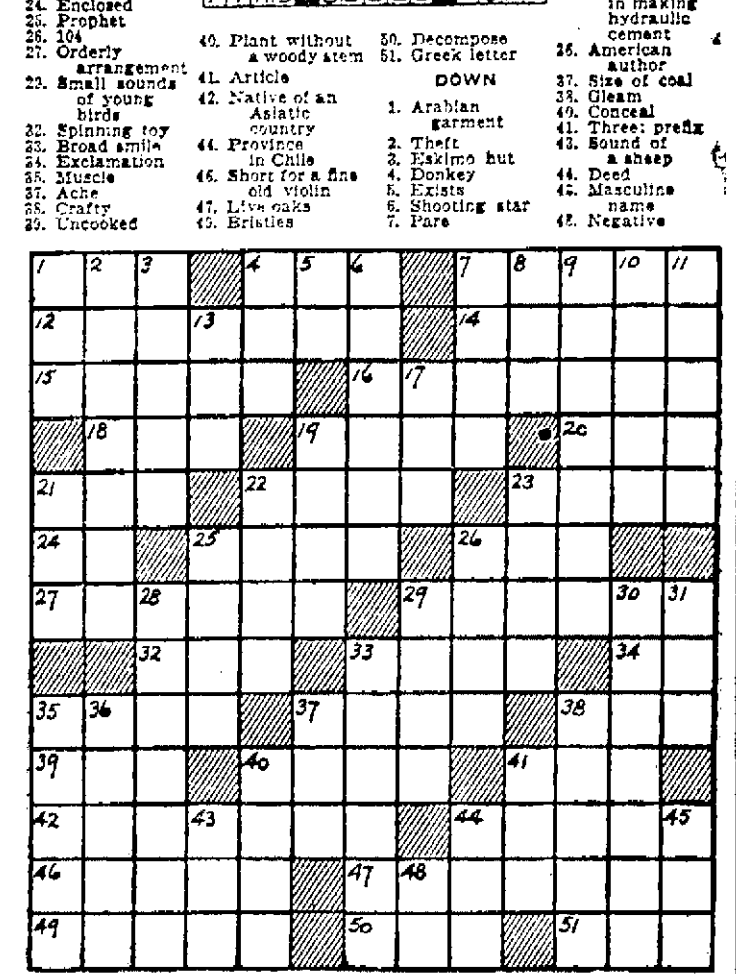 24. Enclosed
25. Prophet
26. 104
27. Orderly
arrangement
29. Small sounds
of young
birds
32. Spinning toy
33. Broad smile
34. Exclamation
35. Muscle
37. Ache
38. Crafty
39. Uncooked
40. Plant without
a woody stem
41. Article
42. Native of an
Asiatic
country
44. Province
in Chile
46. Short for a fine
old violin
47. Live oaks
49. Bristles
50. Decompose
51. Greek letter
DOWN
1. Arabian
garment
2. Theft
3. Eskimo hut
4. Donkey
5. Exists
6. Shooting star
7. Pare
in making
hydraulic
cement
36. American
author
37. Size of coal
38. Gleam
40. Conceal
41. Three: prefix
43. Sound of
a sheep
44. Deed
45. Masculine
name
48. Negative
1 2 3 4 5 6 7 8 9 10 11
12 13 14
15 16 17
18 19 20
21 22 23
24 25 26
27 28 29 30 31
32 33 34
35 36 37 38
39 40 41
42 43 44 45
46 47 48
49 50 51